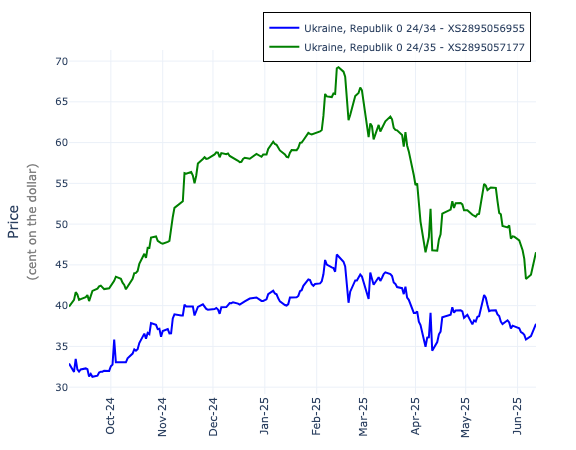 Ukraine, Republik 0 24/34 - XS2895056955
Ukraine, Republik 0 24/35 - XS2895057177
Price
(cent on the dollar)
70
65
60
55
50
45
40
35
30
Oct-24
Nov-24
Dec-24
Jan-25
Feb-25
Mar-25
Apr-25
May-25
Jun-25